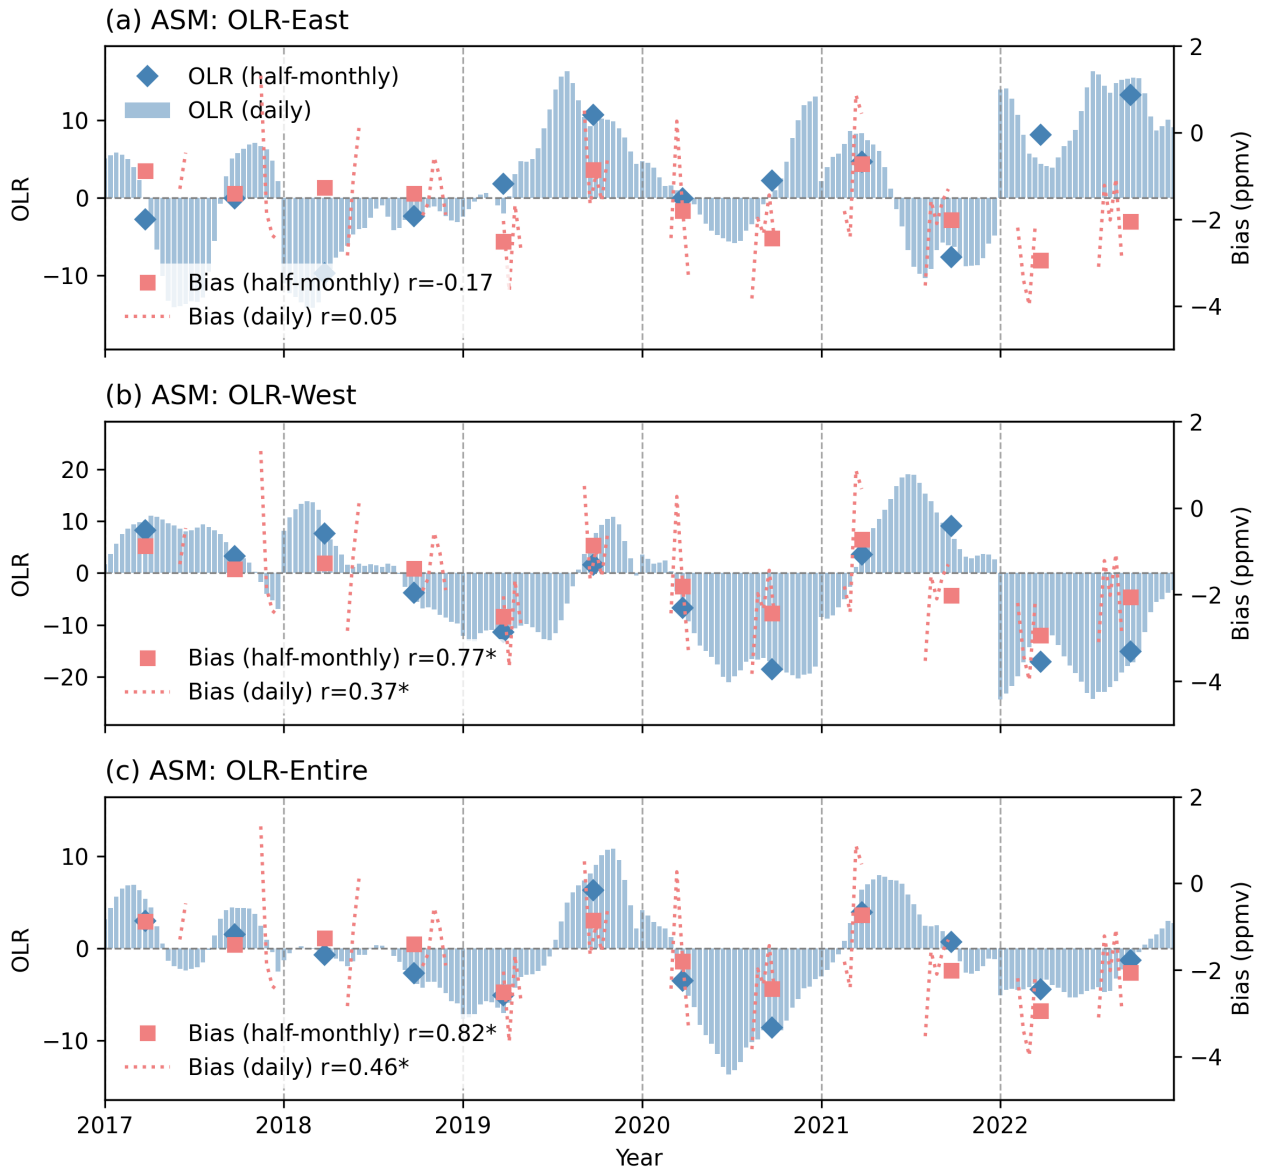 (a) ASM: OLR-East
OLR (half-monthly)
OLR (daily)
Bias (half-monthly) r=-0.17
Bias (daily) r=0.05
10
0
−10
OLR
2
0
−2
−4
Bias (ppmv)
(b) ASM: OLR-West
Bias (half-monthly) r=0.77*
Bias (daily) r=0.37*
20
10
0
−10
−20
OLR
2
0
−2
−4
Bias (ppmv)
(c) ASM: OLR-Entire
Bias (half-monthly) r=0.82*
Bias (daily) r=0.46*
10
0
−10
OLR
2
0
−2
−4
Bias (ppmv)
2017 2018 2019 2020 2021 2022
Year